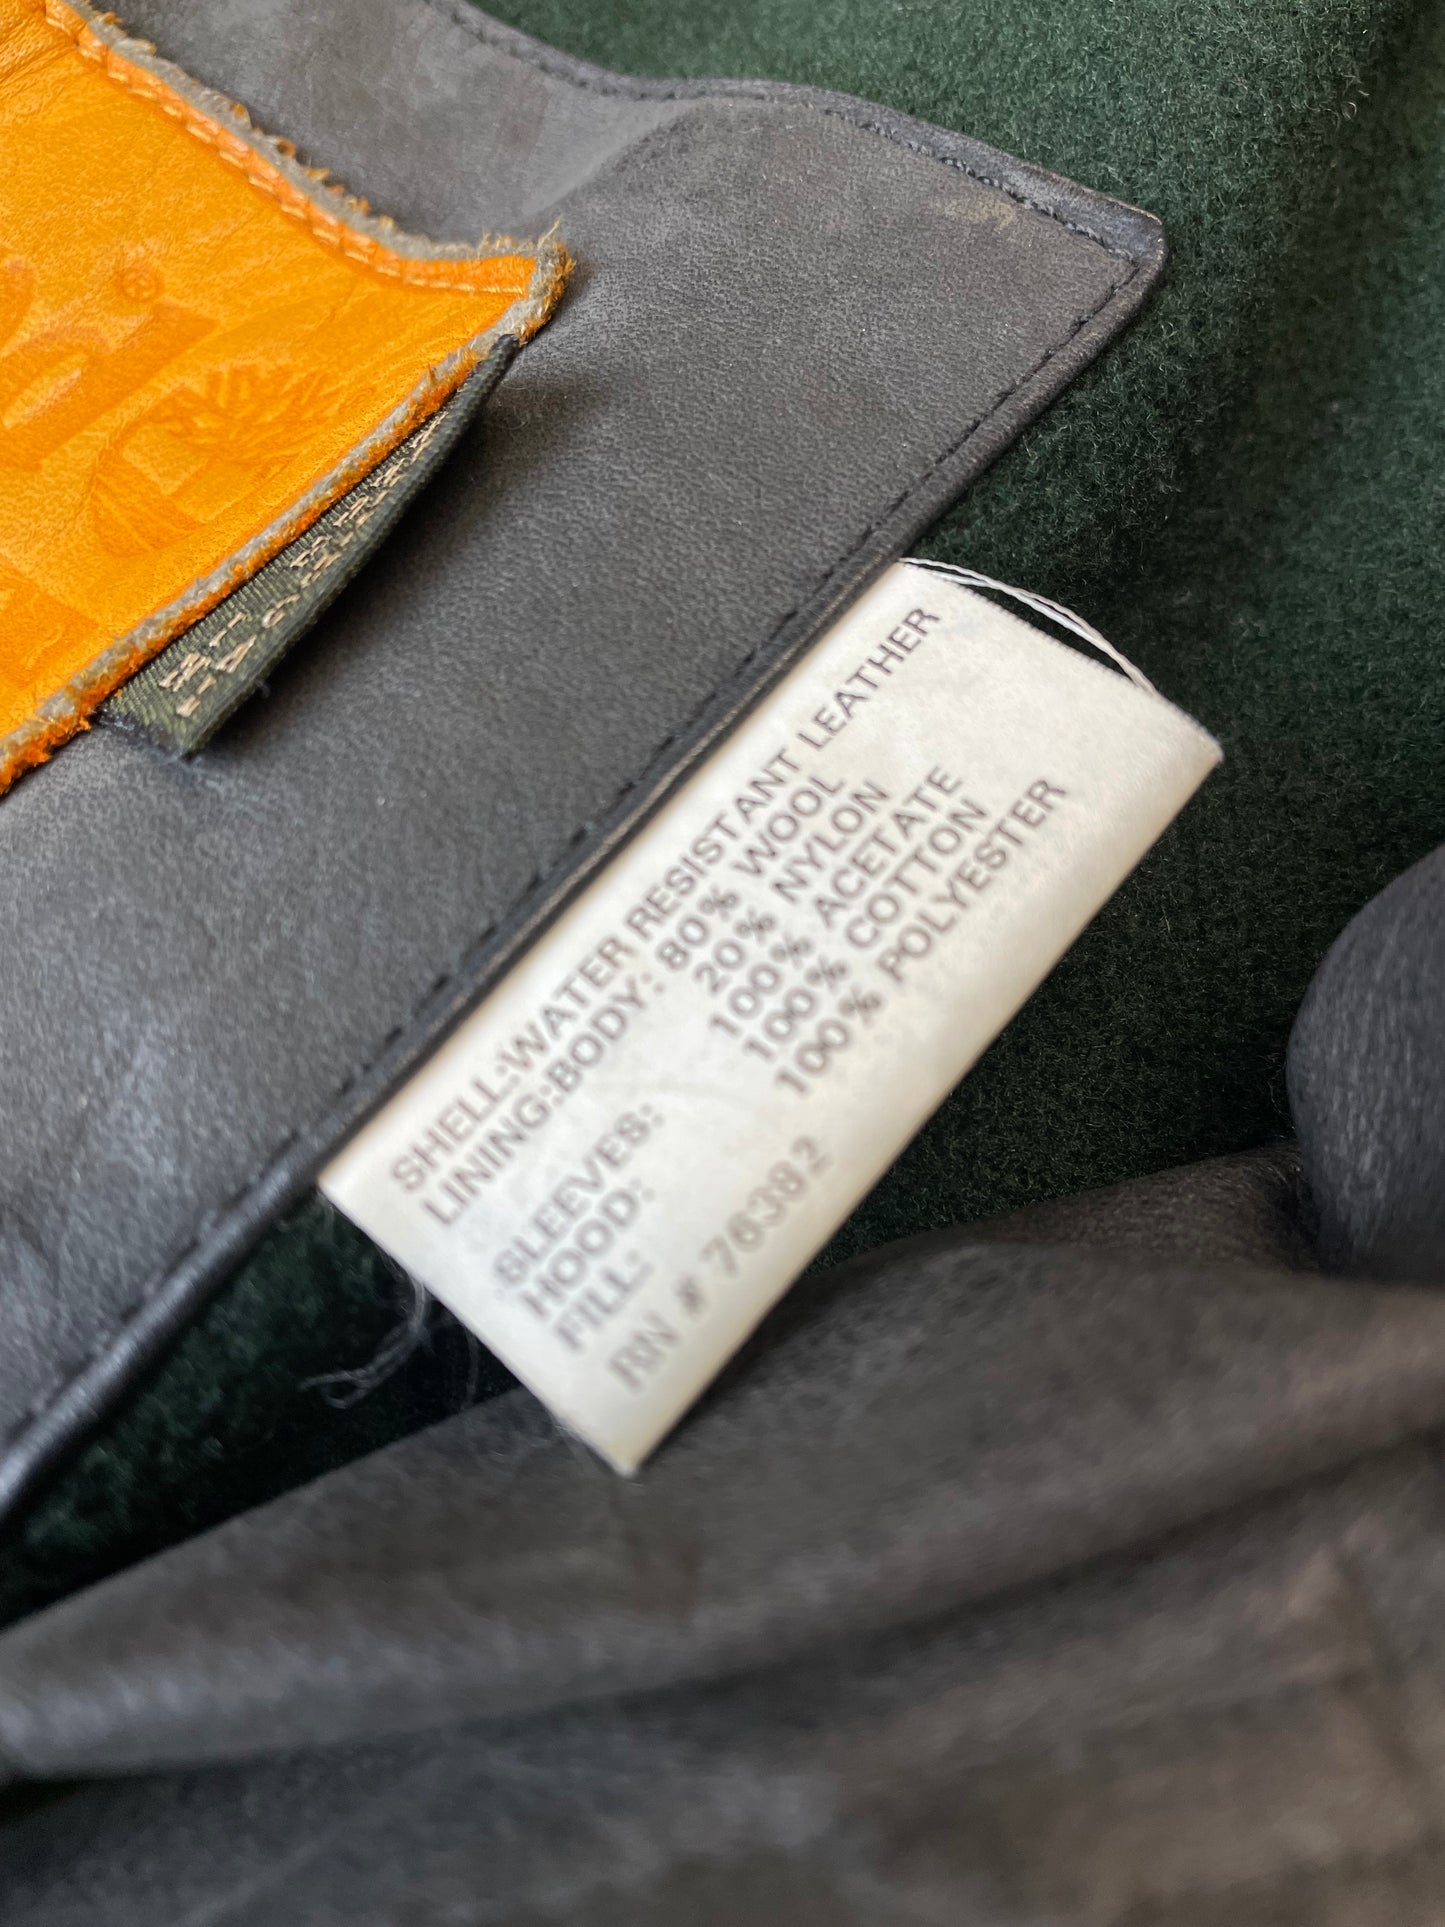 ®
SHELL:WATER RESISTANT LEATHER
LINING:BODY: 80% WOOL
20% NYLON
SLEEVES: 100% ACETATE
HOOD: 100% COTTON
FILL: 100% POLYESTER
RN # 76382